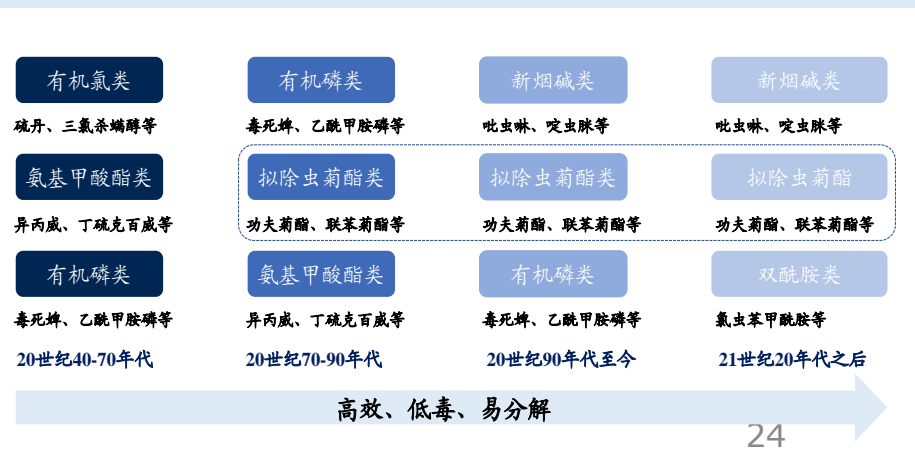 有机氯类 有机磷类 新烟碱类 新烟碱类
硫丹、三氯杀螨醇等 毒死蜱、乙酰甲胺磷等 吡虫啉、啶虫脒等 吡虫啉、啶虫脒等
氨基甲酸酯类 拟除虫菊酯类 拟除虫菊酯类 拟除虫菊酯
异丙威、丁硫克百威等 功夫菊酯、联苯菊酯等 功夫菊酯、联苯菊酯等 功夫菊酯、联苯菊酯等
有机磷类 氨基甲酸酯类 有机磷类 双酰胺类
毒死蜱、乙酰甲胺磷等 异丙威、丁硫克百威等 毒死蜱、乙酰甲胺磷等 氯虫苯甲酰胺等
20世纪40-70年代 20世纪70-90年代 20世纪90年代至今 21世纪20年代之后
高效、低毒、易分解
24